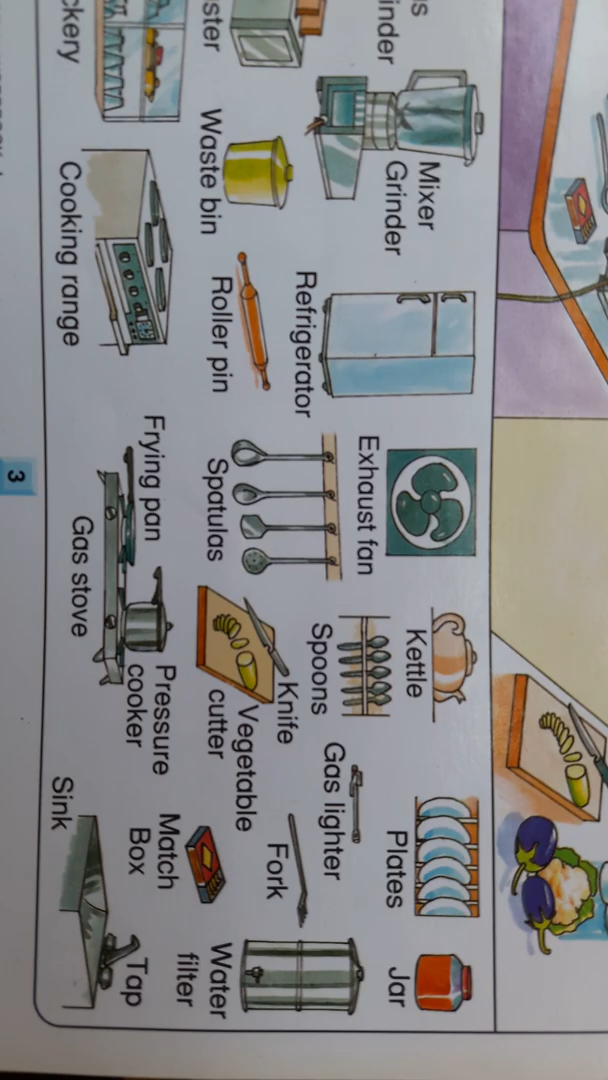 Mixer
Grinder
Refrigerator
Exhaust fan
Kettle
Plates
Jar
inder
ster
Waste bin
Roller pin
Spatulas
Spoons
Knife
Vegetable
cutter
Gas lighter
Fork
Water
filter
ckery
Cooking range
Frying pan
Gas stove
Pressure
cooker
Match
Box
Sink
Tap
3